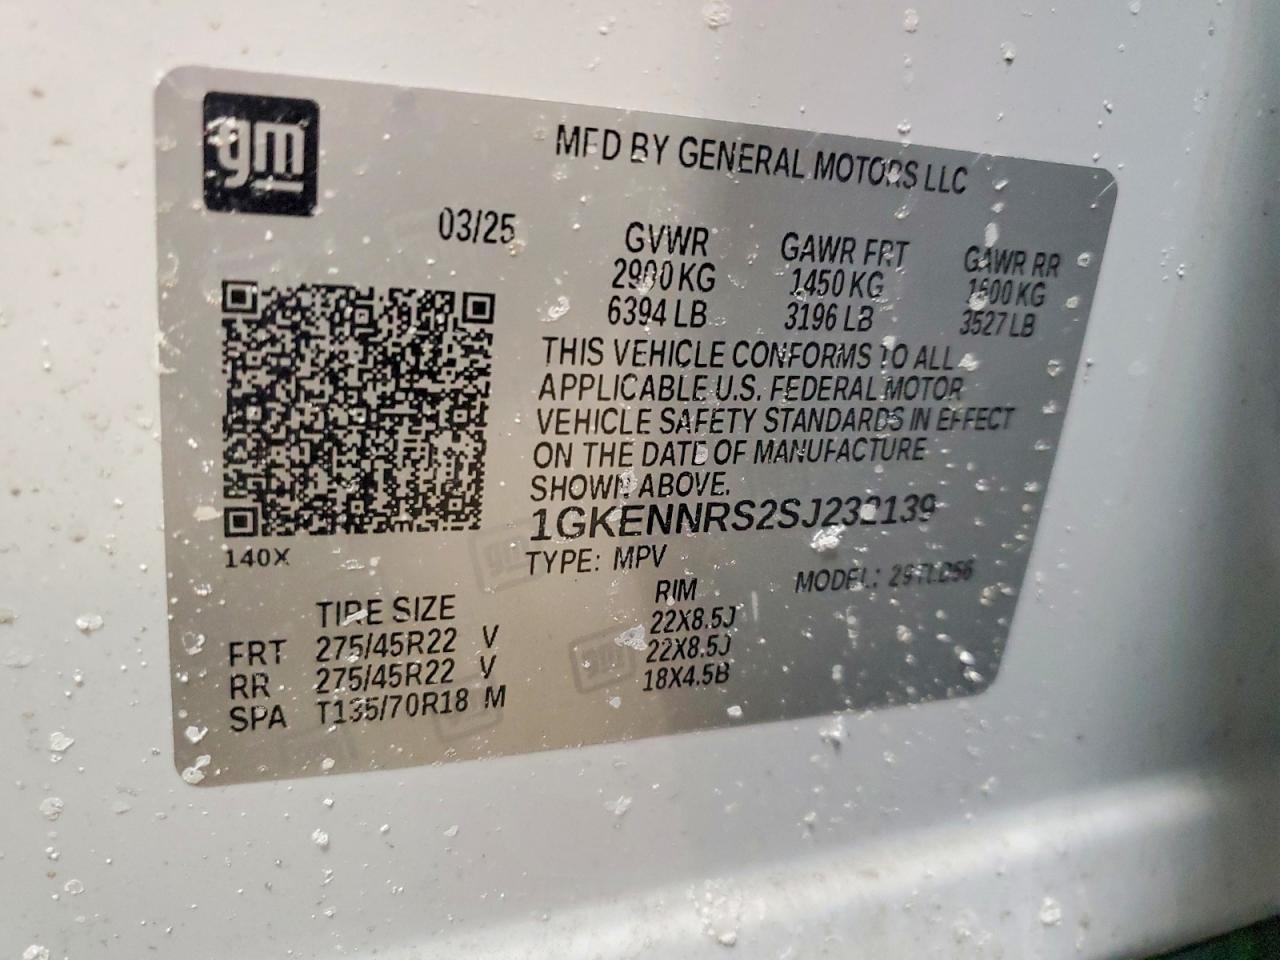 gm
MFD BY GENERAL MOTORS LLC
03/25
GVWR GAWR FRT GAWR RR
2900 KG 1450 KG 1600 KG
6394 LB 3196 LB 3527 LB
THIS VEHICLE CONFORMS TO ALL
APPLICABLE U.S. FEDERAL MOTOR
VEHICLE SAFETY STANDARDS IN EFFECT
ON THE DATE OF MANUFACTURE
SHOWN ABOVE.
1GKENNRS2SJ232139
140X
TYPE: MPV MODEL:
TIRE SIZE RIM
FRT 275/45R22 V 22X8.5J
RR 275/45R22 V 22X8.5J
SPA T135/70R18 M 18X4.5B